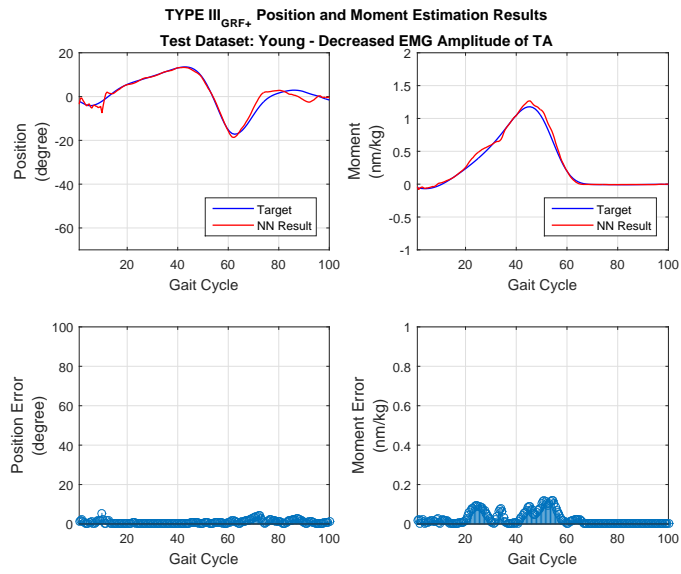 TYPE III_GRF+ Position and Moment Estimation Results
Test Dataset: Young - Decreased EMG Amplitude of TA
Position
(degree)
20
0
-20
-40
-60
Target
NN Result
20 40 60 80 100
Gait Cycle
Moment
(nm/kg)
2
1.5
1
0.5
0
-0.5
-1
Target
NN Result
20 40 60 80 100
Gait Cycle
Position Error
(degree)
100
80
60
40
20
0
20 40 60 80 100
Gait Cycle
Moment Error
(nm/kg)
1
0.8
0.6
0.4
0.2
0
20 40 60 80 100
Gait Cycle